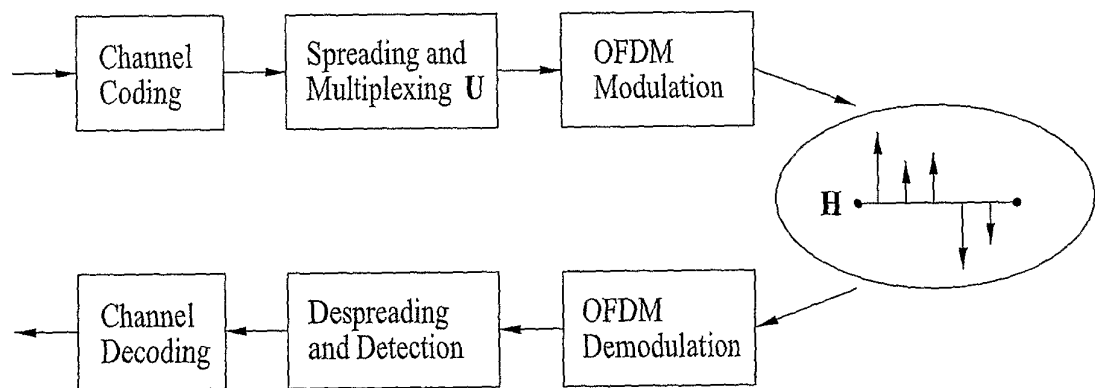 Channel
Coding
Spreading and
Multiplexing U
OFDM
Modulation
H
Channel
Decoding
Despreading
and Detection
OFDM
Demodulation